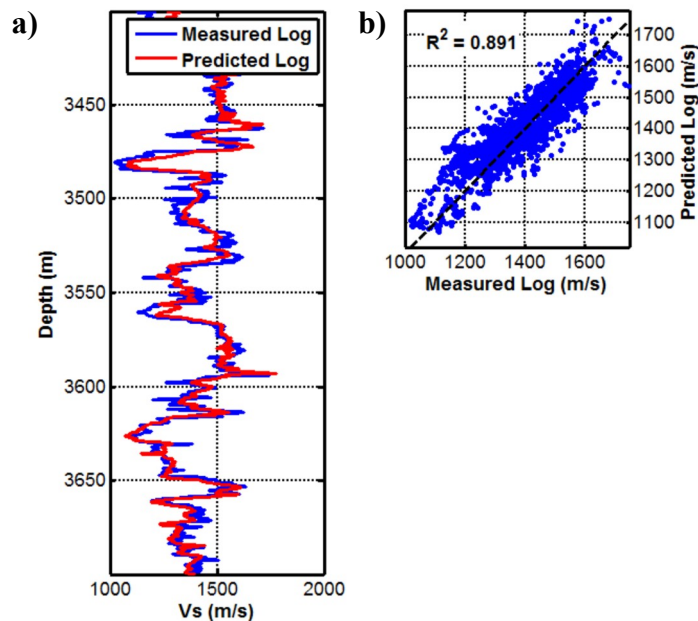 a)
Measured Log
Predicted Log
3450
3500
3550
3600
3650
Depth (m)
1000 1500 2000
Vs (m/s)
b)
R² = 0.891
1700
1600
1500
1400
1300
1200
1100
Predicted Log (m/s)
1000 1200 1400 1600
Measured Log (m/s)